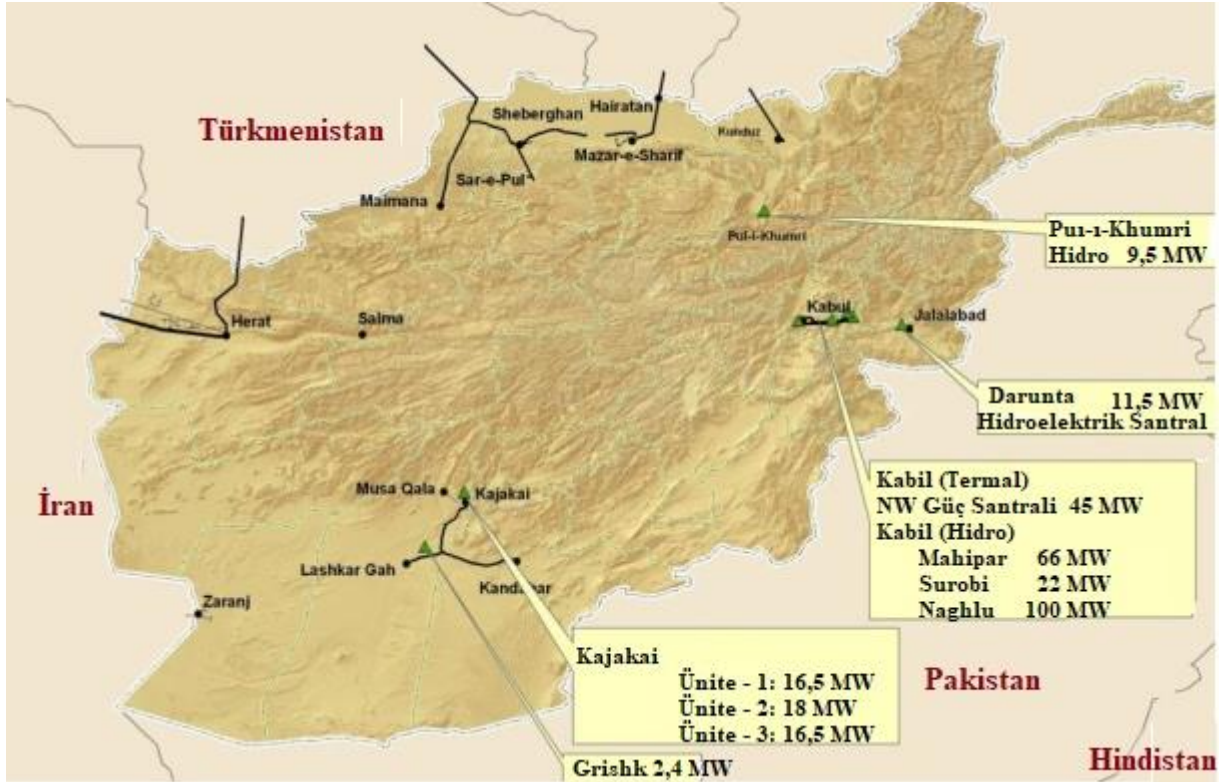 Türkmenistan
Sheberghan
Hairatan
Kunduz
Mazar-e-Sharif
Sar-e-Pul
Maimana
Pul-i-Khumri
Puı-ı-Khumri
Hidro 9,5 MW
Herat
Salma
Kabul
Jalalabad
Darunta 11,5 MW
Hidroelektrik Santral
İran
Musa Qala
Kajakai
Lashkar Gah
Kandahar
Zaranj
Kabil (Termal)
NW Güç Santrali 45 MW
Kabil (Hidro)
Mahipar 66 MW
Surobi 22 MW
Naghlu 100 MW
Kajakai
Ünite - 1: 16,5 MW
Ünite - 2: 18 MW
Ünite - 3: 16,5 MW
Grishk 2,4 MW
Pakistan
Hindistan